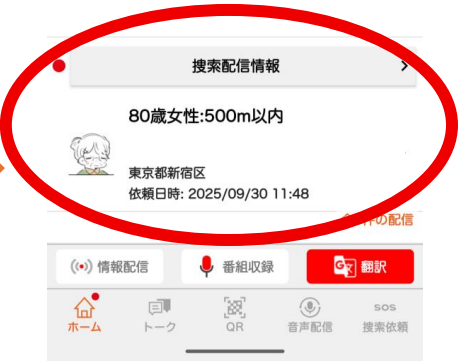 捜索配信情報
80歳女性:500m以内
東京都新宿区
依頼日時: 2025/09/30 11:48
の配信
情報配信
番組収録
G 翻訳
ホーム
トーク
QR
音声配信
SOS
捜索依頼